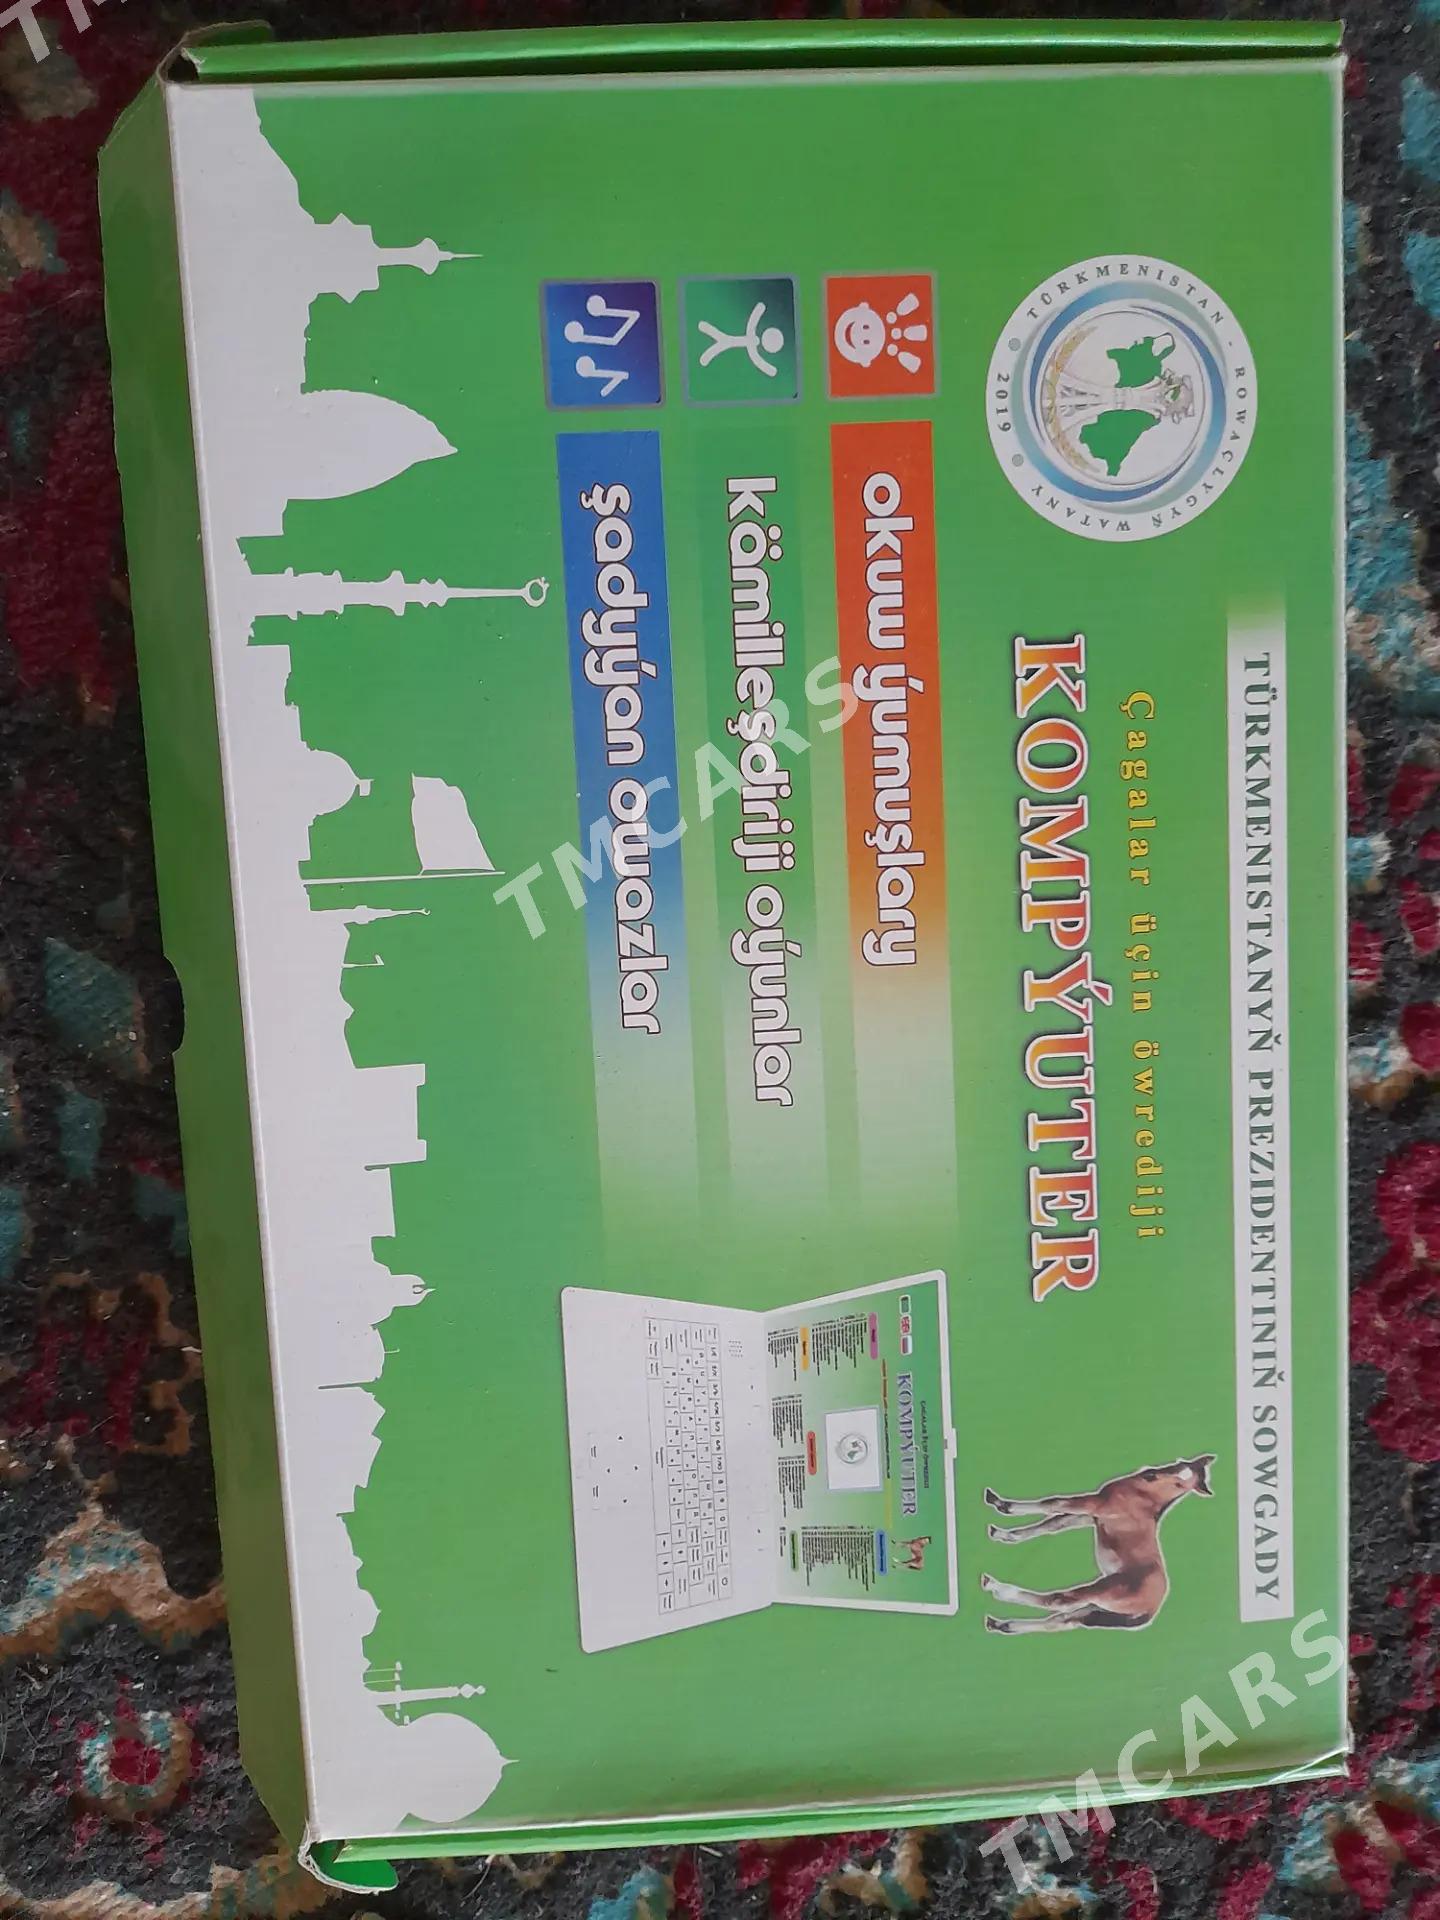 TÜRKMENISTANYŇ PREZIDENTINIŇ SOWGADY
TÜRKMENISTAN - ROWAÇLYGYŇ WATANY
2019
Çagalar üçin öwrediji
KOMPÝUTER
okuw ýumuşlary
kämilleşdiriji oýunlar
şadyýan owazlar
KOMPÝUTER
TMCARS
TMCARS